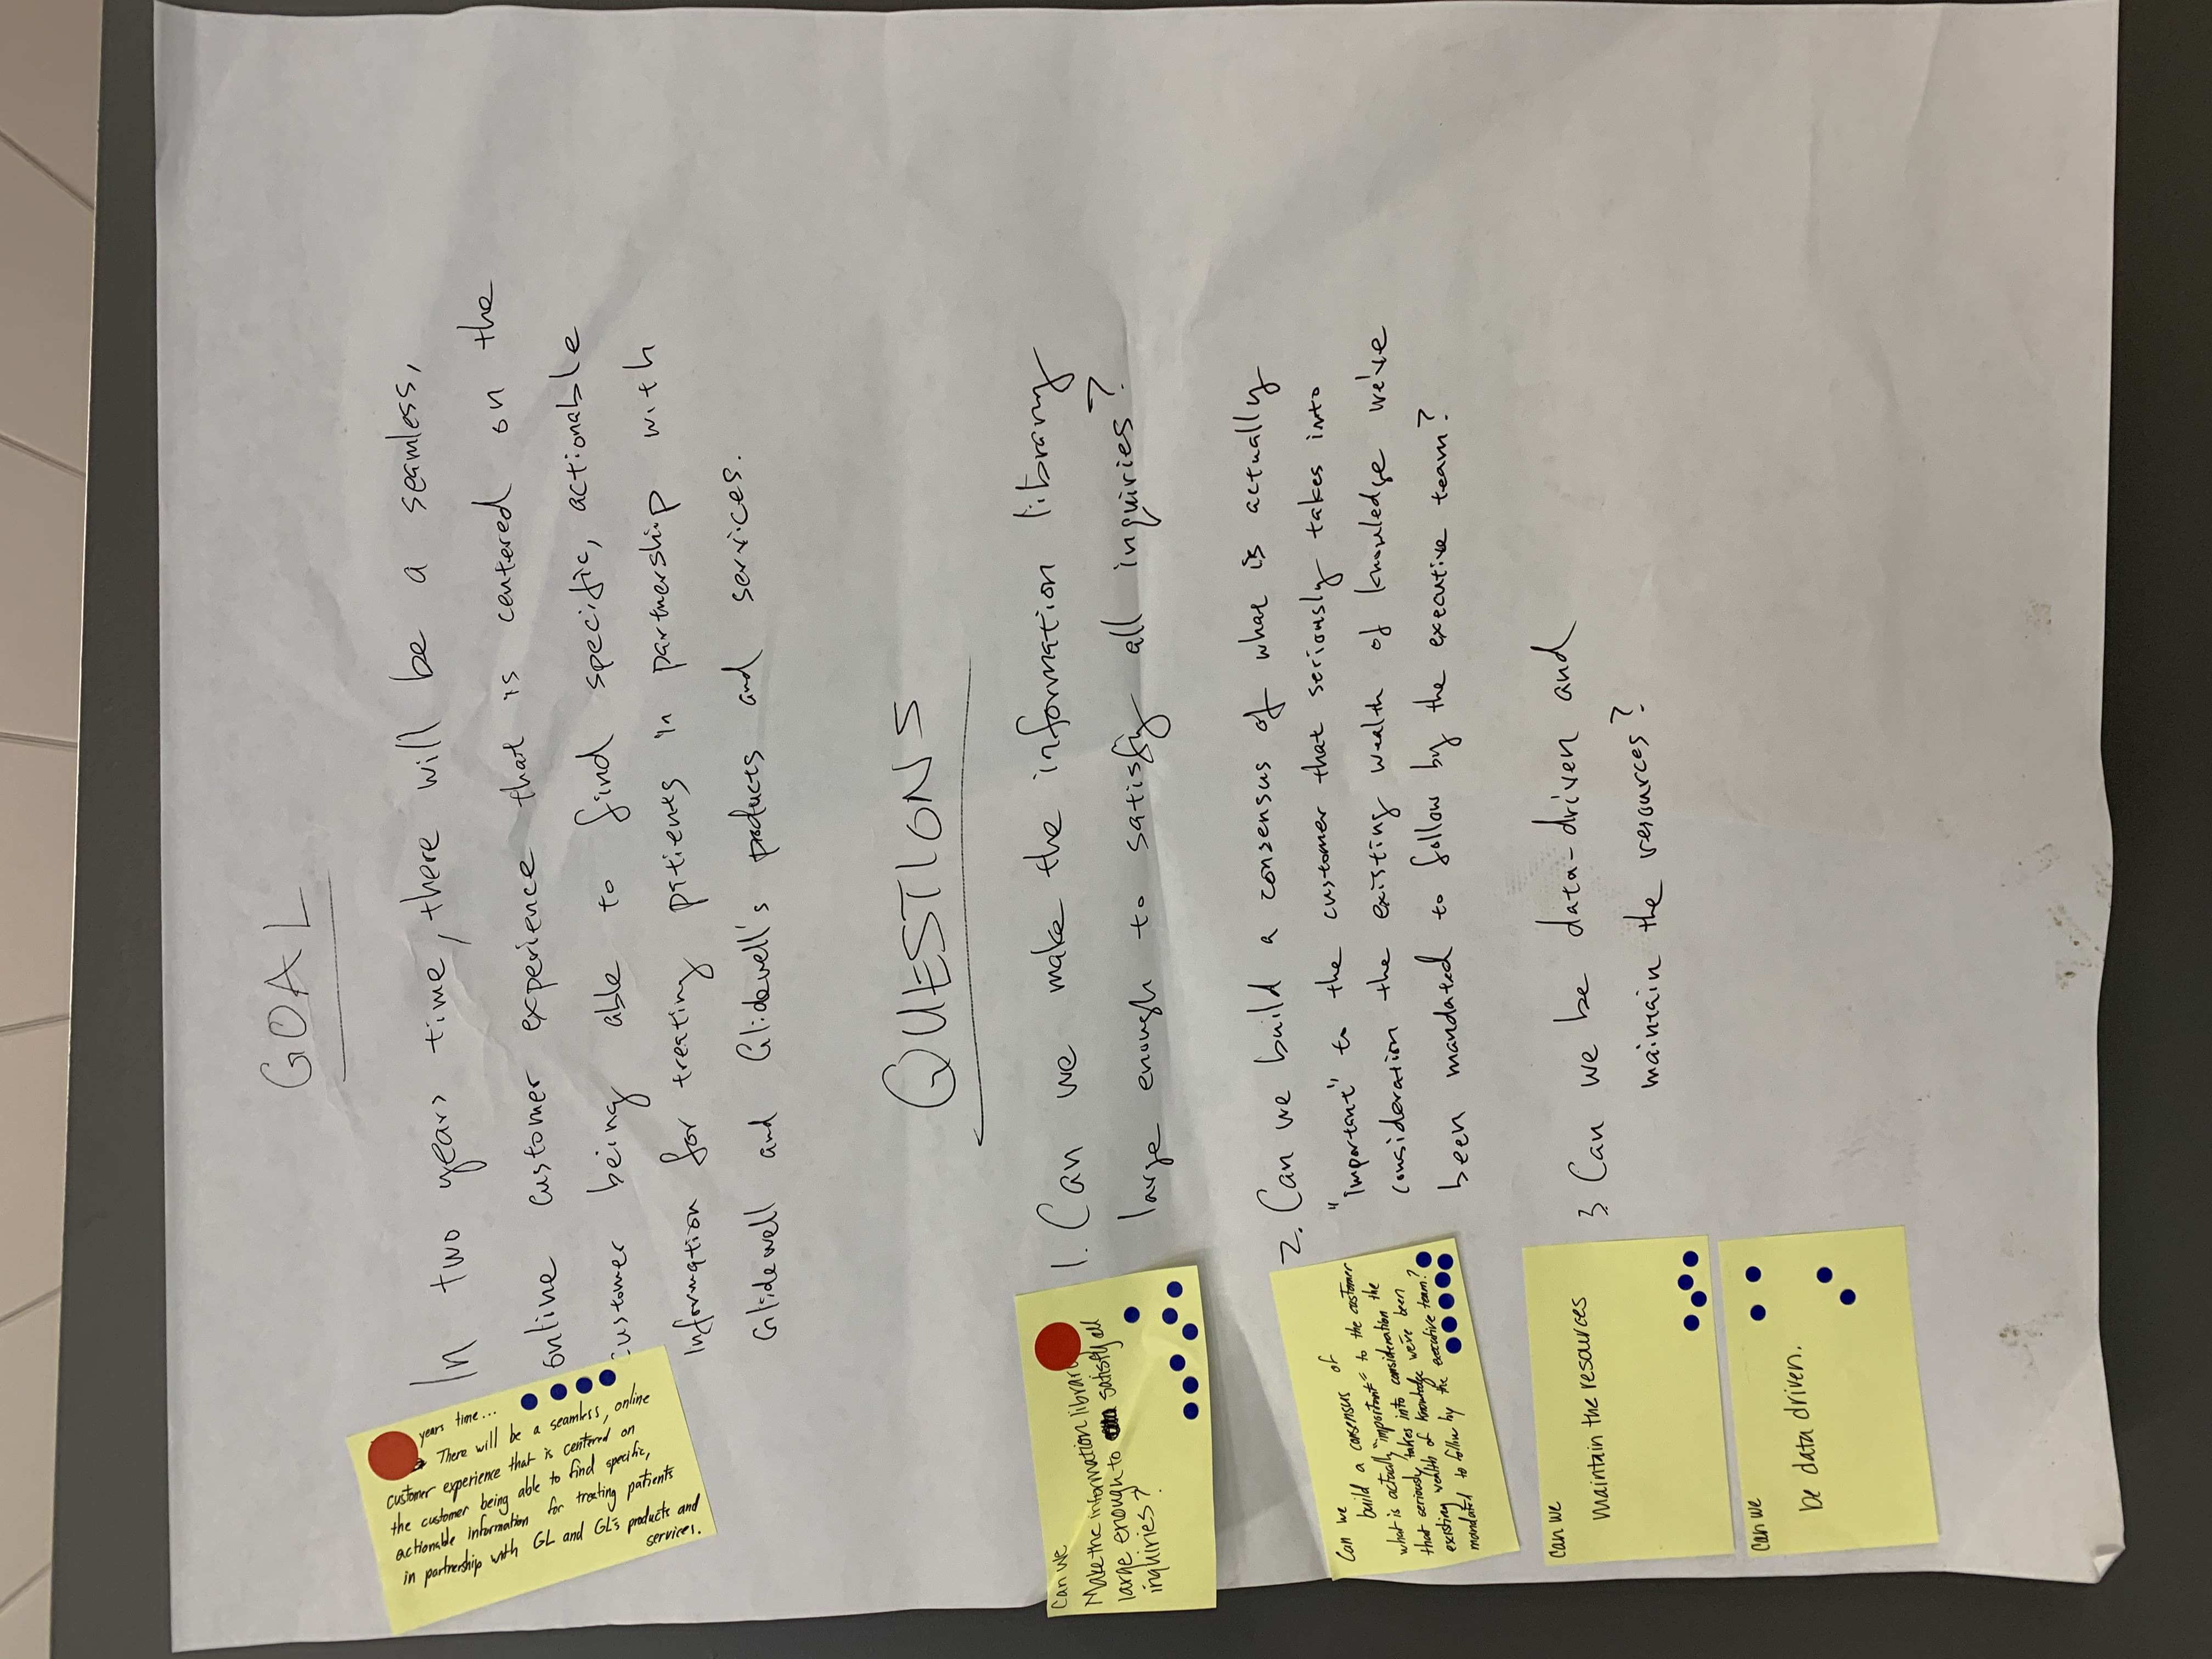 GOAL
years time...
There will be a seamless, online
customer experience that is centered on
the customer being able to find specific,
actionable information for treating patients
in partnership with GL and GL's products and
services.
In two years time, there will be a seamless,
online customer experience that is centered on the
customer being able to find specific, actionable
information for treating patients in partnership with
Glidewell and Glidewell's products and services.
QUESTIONS
Can we
Make the information library
large enough to satisfy all
inquiries?
1. Can we make the information library
large enough to satisfy all inquiries?
Can we
build a consensus of
what is actually "important" to the customer
that seriously takes into consideration the
existing wealth of knowledge we've been
mandated to follow by the executive team?
2. Can we build a consensus of what is actually
"important" to the customer that seriously takes into
consideration the existing wealth of knowledge we've
been mandated to follow by the executive team?
Can we
maintain the resources
3 Can we be data-driven and
maintain the resources?
Can we
be data driven.